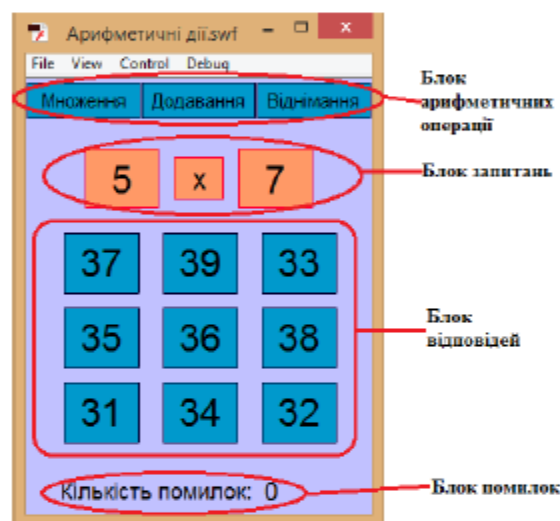 Арифметичні дії.swf
File View Control Debug
Множення Додавання Віднімання
5 x 7
37 39 33
35 36 38
31 34 32
Кількість помилок: 0
Блок
арифметичних
операції
Блок запитань
Блок
відповідей
Блок помилок